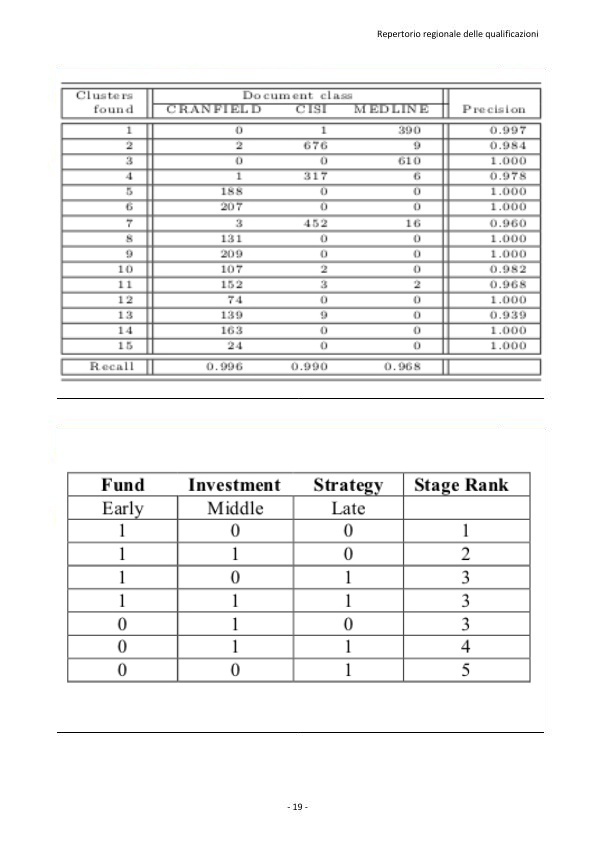 Repertorio regionale delle qualificazioni
Clusters Document class
found CRANFIELD CISI MEDLINE Precision
1 0 1 390 0.997
2 2 676 9 0.984
3 0 0 610 1.000
4 1 317 6 0.978
5 188 0 0 1.000
6 207 0 0 1.000
7 3 452 16 0.960
8 131 0 0 1.000
9 209 0 0 1.000
10 107 2 0 0.982
11 152 3 2 0.968
12 74 0 0 1.000
13 139 9 0 0.939
14 163 0 0 1.000
15 24 0 0 1.000
Recall 0.996 0.990 0.968
Fund Investment Strategy Stage Rank
Early Middle Late
1 0 0 1
1 1 0 2
1 0 1 3
1 1 1 3
0 1 0 3
0 1 1 4
0 0 1 5
- 19 -